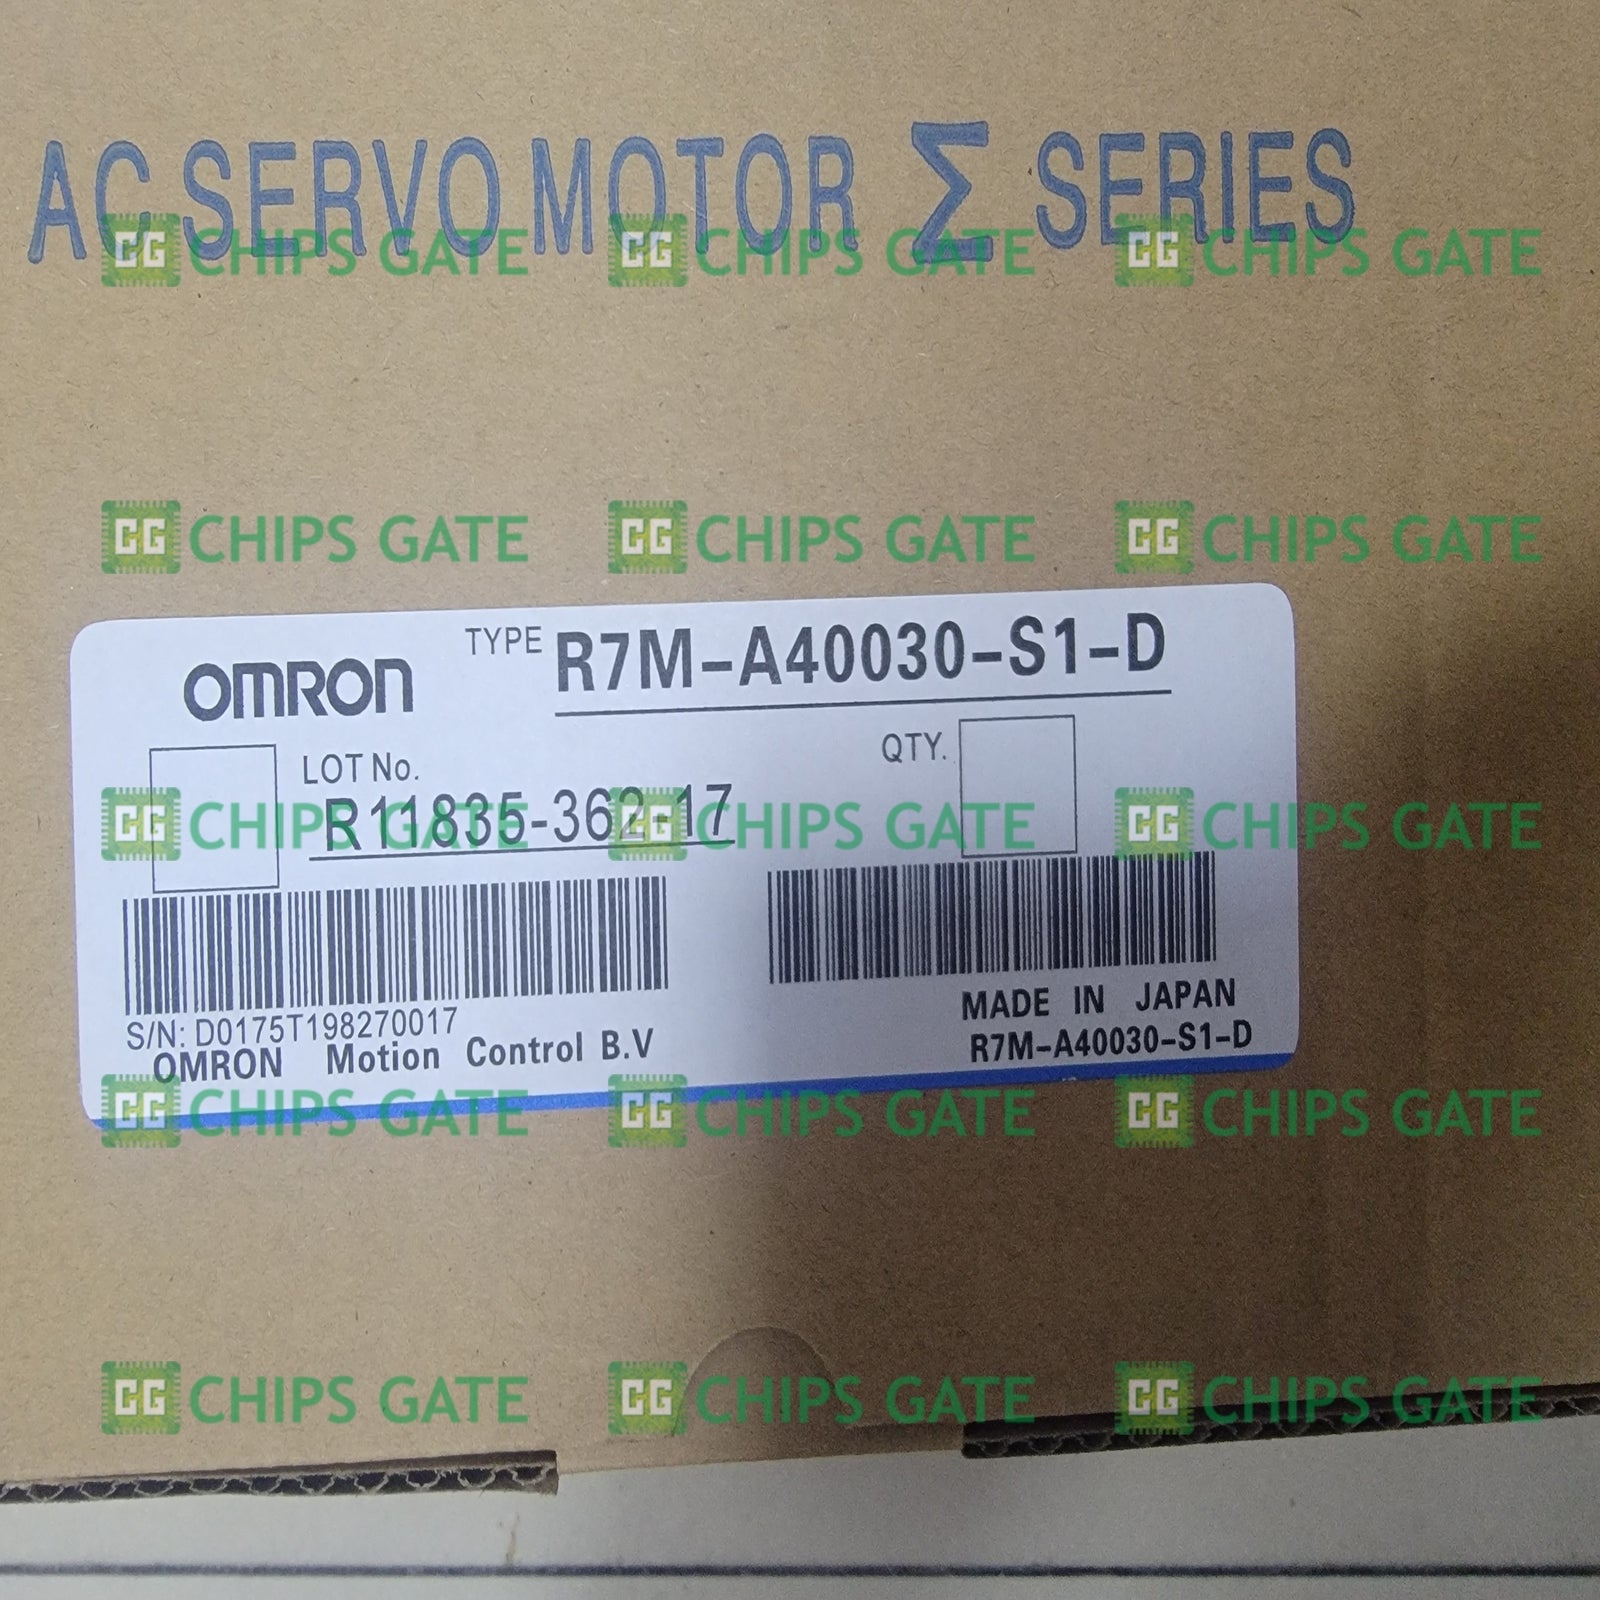 AC SERVO MOTOR Σ SERIES
CG CHIPS GATE CG CHIPS GATE CG CHIPS GATE
CG CHIPS GATE CG CHIPS GATE CG CHIPS GATE
OMRON TYPE R7M-A40030-S1-D
LOT No. QTY.
R11835-362-17
CG CHIPS GATE CG CHIPS GATE CG CHIPS GATE
S/N: D0175T198270017 MADE IN JAPAN
OMRON Motion Control B.V R7M-A40030-S1-D
CG CHIPS GATE CG CHIPS GATE CG CHIPS GATE
CG CHIPS GATE CG CHIPS GATE CG CHIPS GATE